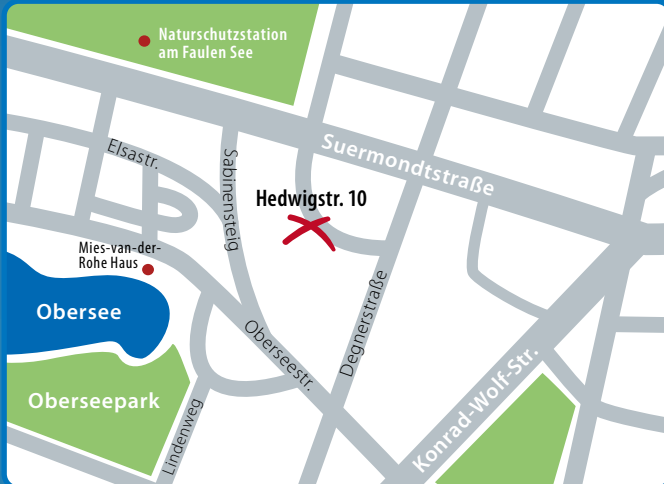 Naturschutzstation
am Faulen See
Suermondtstraße
Elsastr.
Sabinensteig
Hedwigstr. 10
Mies-van-der-
Rohe Haus
Obersee
Degnerstraße
Oberseestr.
Oberseepark
Konrad-Wolf-Str.
Lindenweg